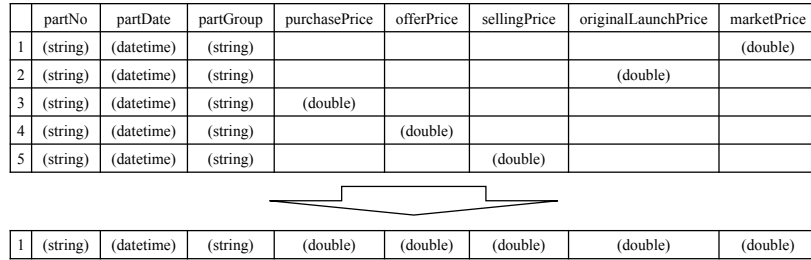 partNo partDate partGroup purchasePrice offerPrice sellingPrice originalLaunchPrice marketPrice
1 (string) (datetime) (string) (double)
2 (string) (datetime) (string) (double)
3 (string) (datetime) (string) (double)
4 (string) (datetime) (string) (double)
5 (string) (datetime) (string) (double)
1 (string) (datetime) (string) (double) (double) (double) (double) (double)